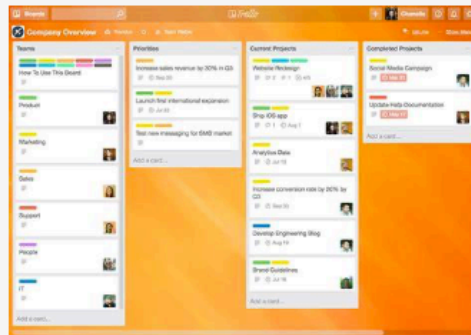 Boards
Trello
Company Overview
Teams
How To Use This Board
Product
Marketing
Sales
Support
People
IT
Add a card...
Priorities
Increase sales revenue by 30% in Q3
Launch first international expansion
Test new messaging for SMB market
Add a card...
Current Projects
Website Redesign
Ship iOS app
Aug 1
Analytics Data
Increase conversion rate by 20% by Q3
Develop Engineering Blog
Brand Guidelines
Add a card...
Completed Projects
Social Media Campaign
Update Help Documentation
Add a card...